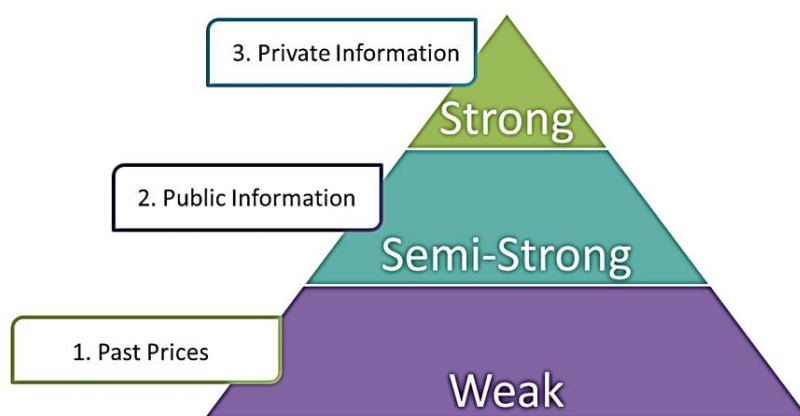 3. Private Information
Strong
2. Public Information
Semi-Strong
1. Past Prices
Weak